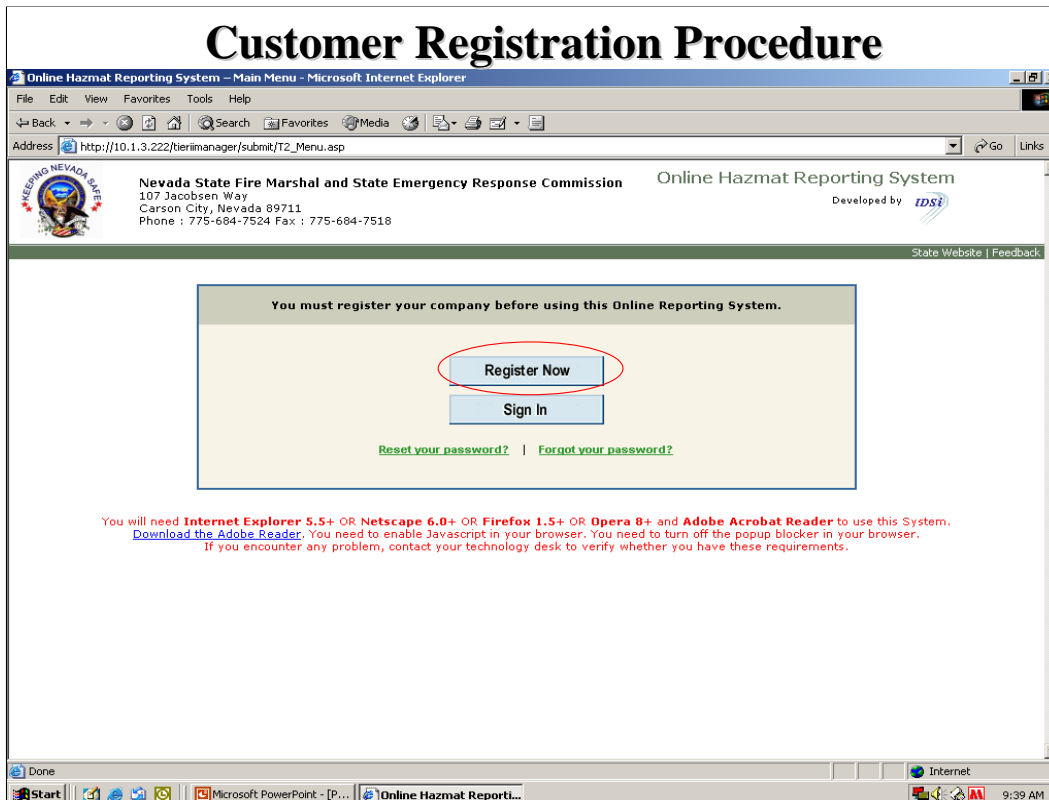 Customer Registration Procedure
Online Hazmat Reporting System – Main Menu - Microsoft Internet Explorer
File Edit View Favorites Tools Help
Back Search Favorites Media
Address http://10.1.3.222/tieriimanager/submit/T2_Menu.asp Go Links
KEEPING NEVADA SAFE
Nevada State Fire Marshal and State Emergency Response Commission
107 Jacobsen Way
Carson City, Nevada 89711
Phone : 775-684-7524 Fax : 775-684-7518
Online Hazmat Reporting System
Developed by IDSi
State Website | Feedback
You must register your company before using this Online Reporting System.
Register Now
Sign In
Reset your password? | Forgot your password?
You will need Internet Explorer 5.5+ OR Netscape 6.0+ OR Firefox 1.5+ OR Opera 8+ and Adobe Acrobat Reader to use this System.
Download the Adobe Reader. You need to enable Javascript in your browser. You need to turn off the popup blocker in your browser.
If you encounter any problem, contact your technology desk to verify whether you have these requirements.
Done Internet
Start Microsoft PowerPoint - [P... Online Hazmat Reporti... 9:39 AM